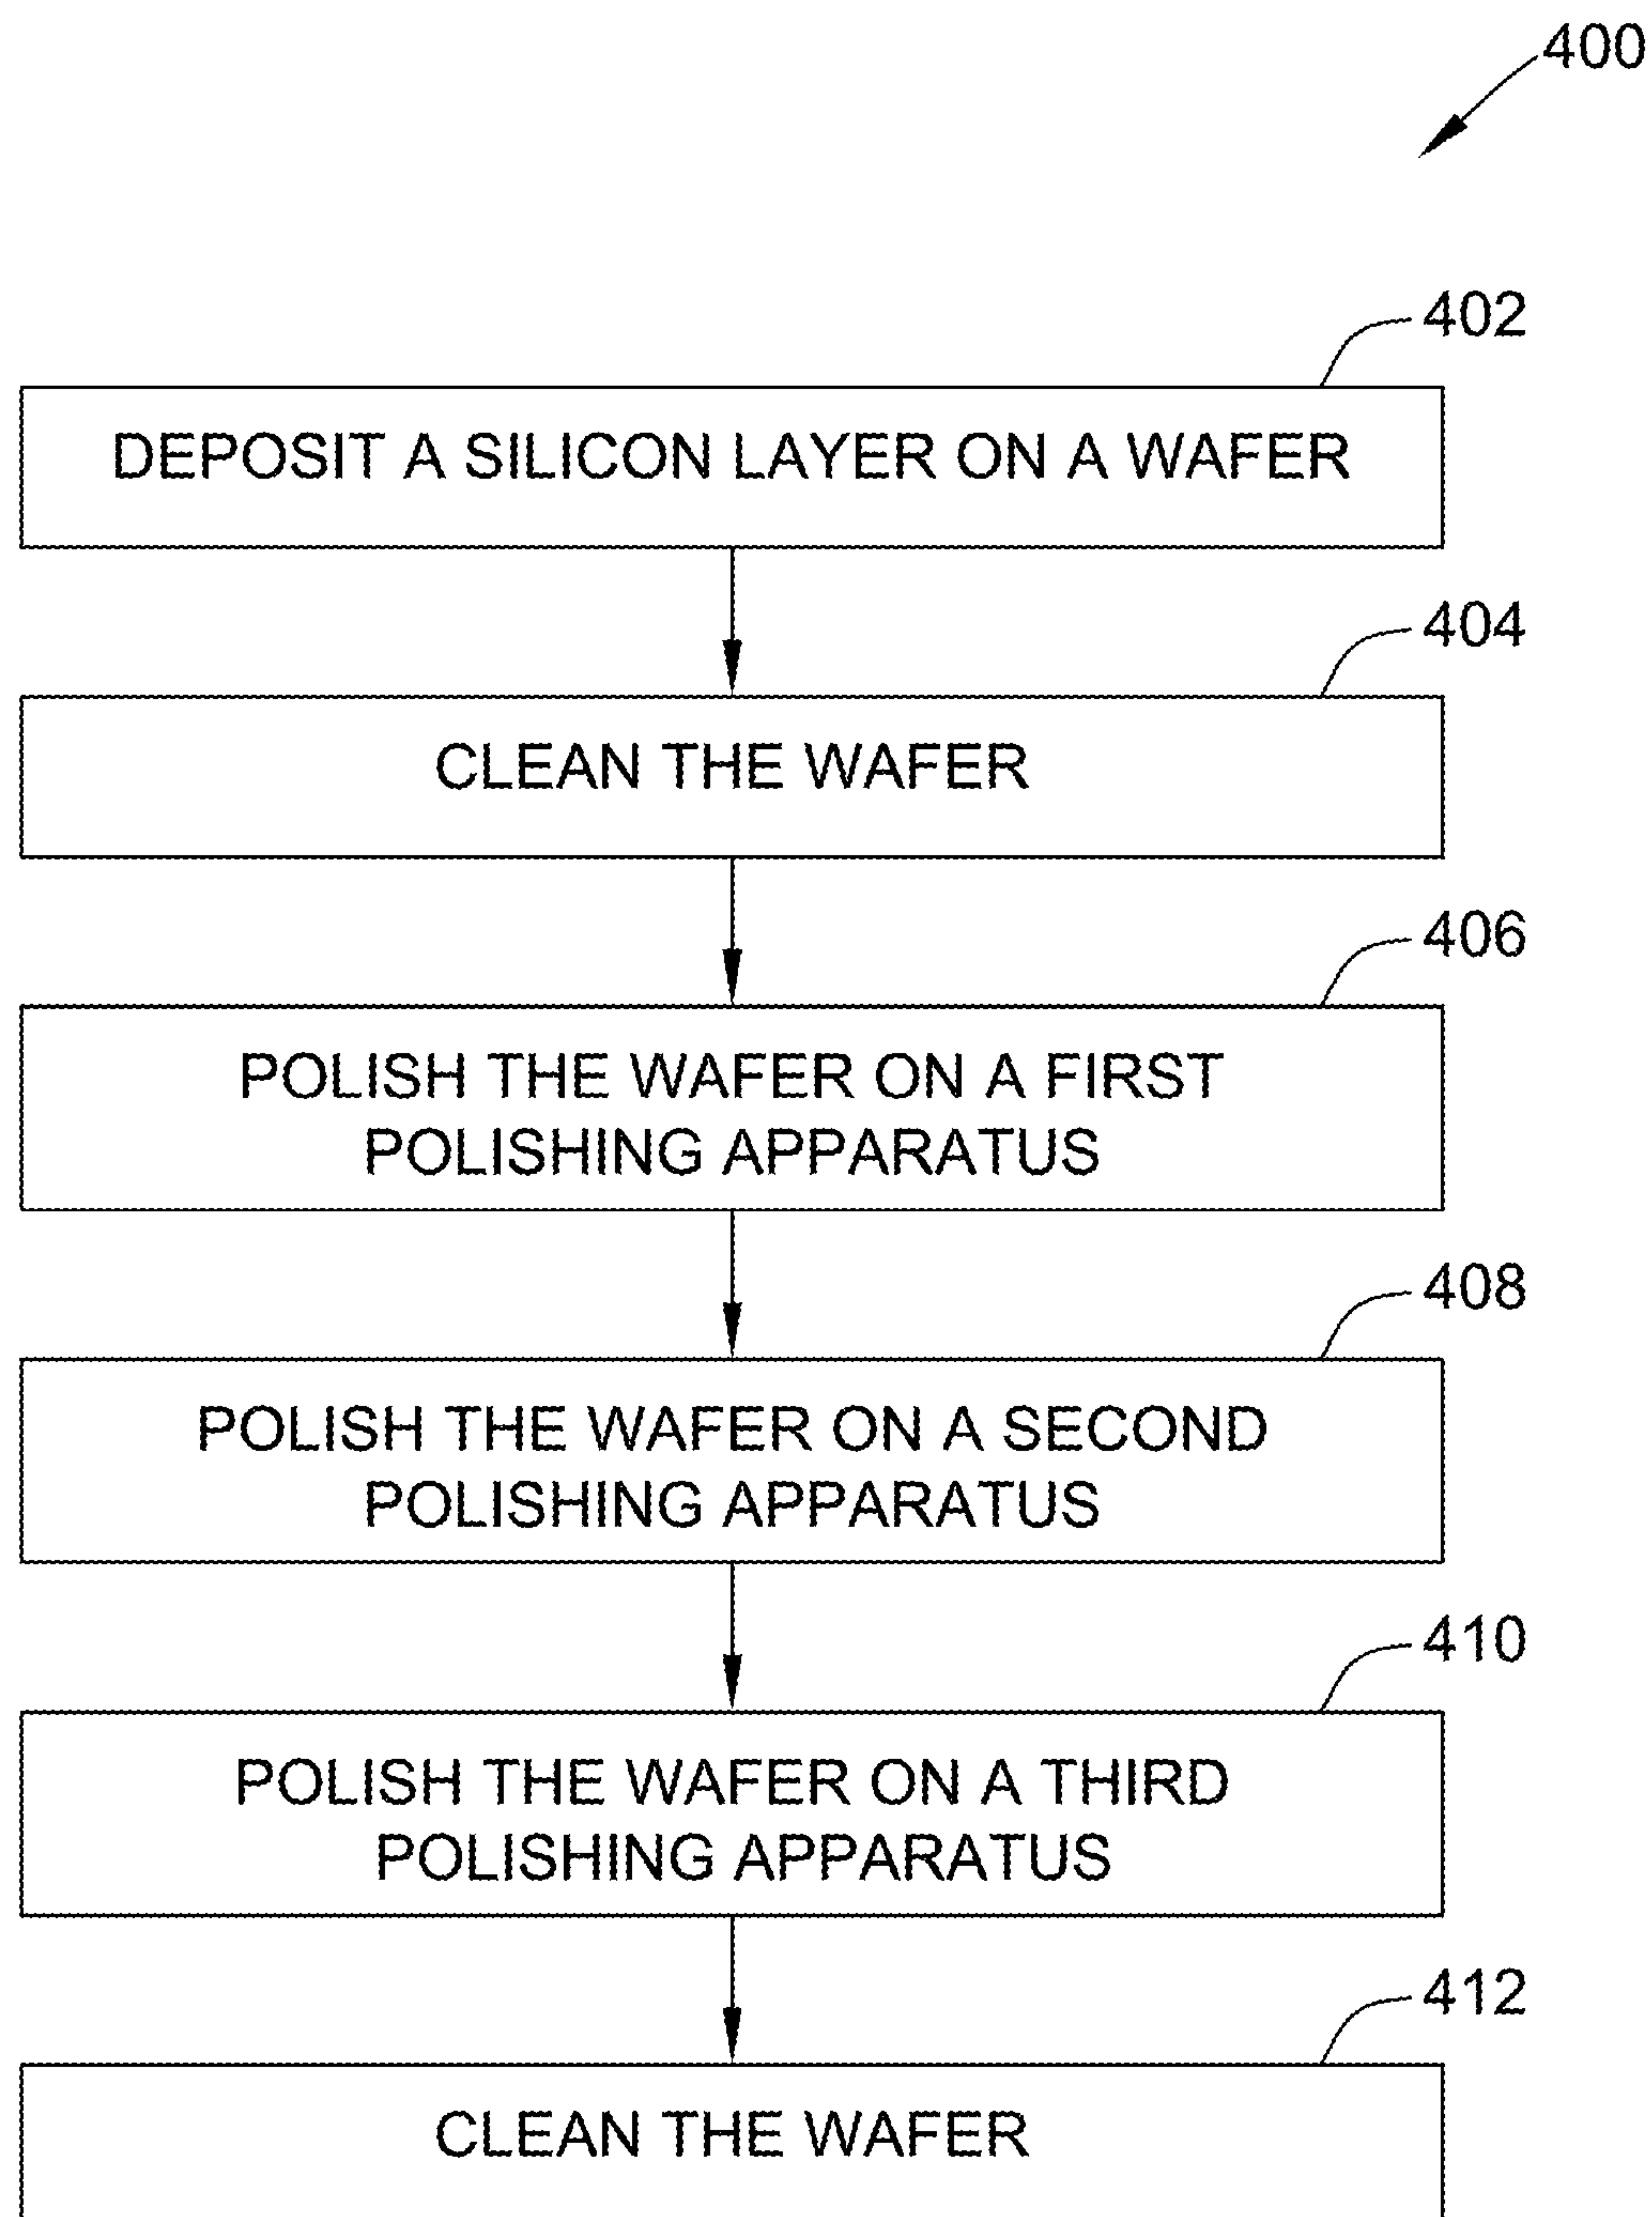 400
402
DEPOSIT A SILICON LAYER ON A WAFER
404
CLEAN THE WAFER
406
POLISH THE WAFER ON A FIRST
POLISHING APPARATUS
408
POLISH THE WAFER ON A SECOND
POLISHING APPARATUS
410
POLISH THE WAFER ON A THIRD
POLISHING APPARATUS
412
CLEAN THE WAFER